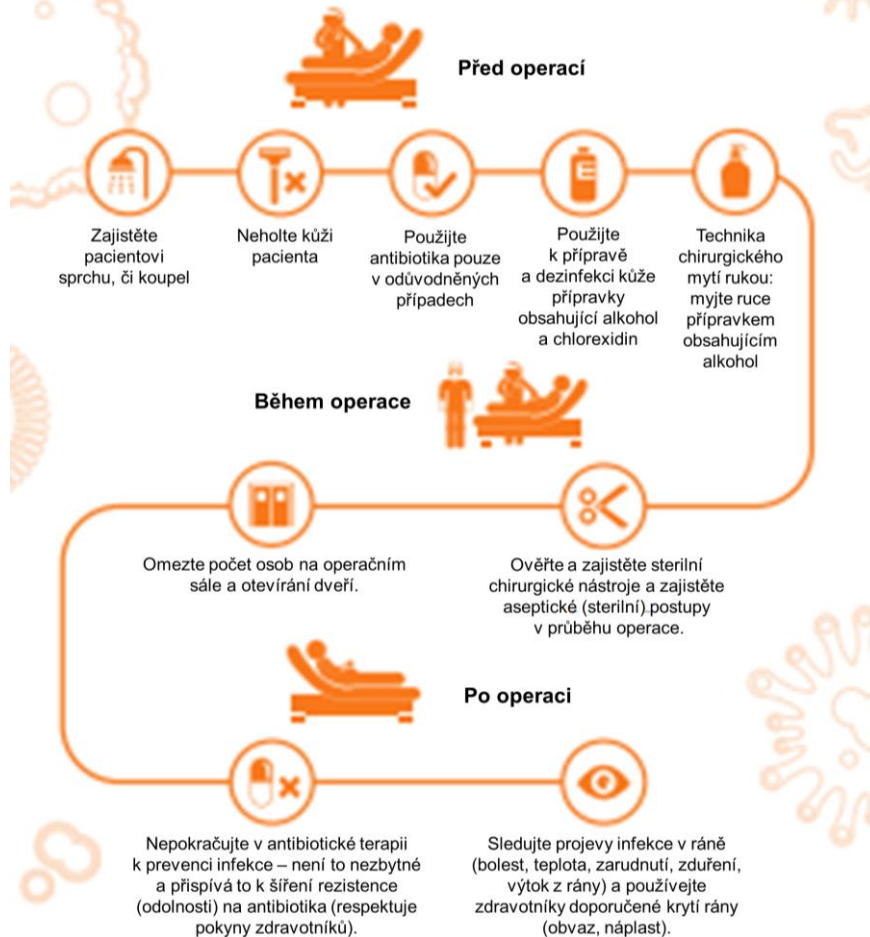 Před operací
Zajistěte
pacientovi
sprchu, či koupel
Neholte kůži
pacienta
Použijte
antibiotika pouze
v odůvodněných
případech
Použijte
k přípravě
a dezinfekci kůže
přípravky
obsahující alkohol
a chlorexidin
Technika
chirurgického
mytí rukou:
myjte ruce
přípravkem
obsahujícím
alkohol
Během operace
Omezte počet osob na operačním
sále a otevírání dveří.
Ověřte a zajistěte sterilní
chirurgické nástroje a zajistěte
aseptické (sterilní) postupy
v průběhu operace.
Po operaci
Nepokračujte v antibiotické terapii
k prevenci infekce – není to nezbytné
a přispívá to k šíření rezistence
(odolnosti) na antibiotika (respektuje
pokyny zdravotníků).
Sledujte projevy infekce v ráně
(bolest, teplota, zarudnutí, zduření,
výtok z rány) a používejte
zdravotníky doporučené krytí rány
(obvaz, náplast).